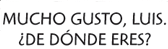 MUCHO GUSTO, LUIS.
¿DE DÓNDE ERES?